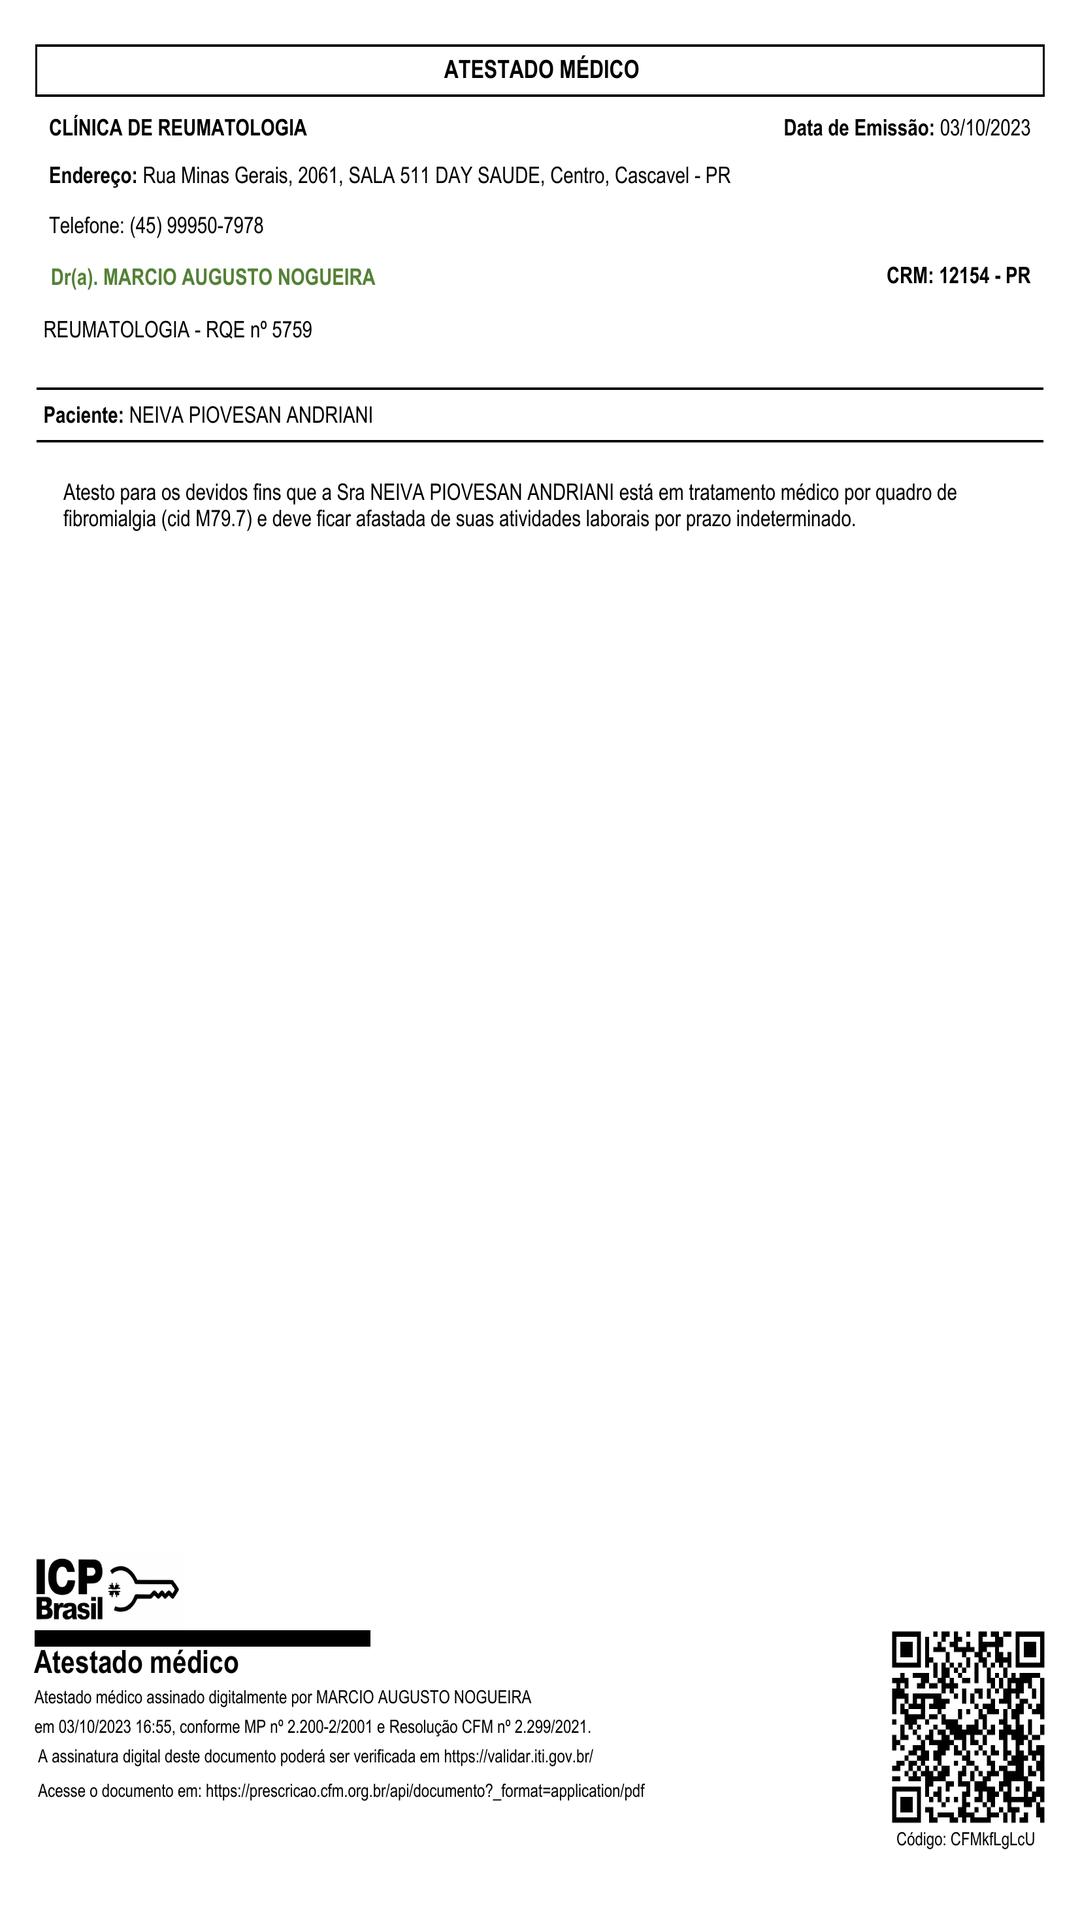 ATESTADO MÉDICO
CLÍNICA DE REUMATOLOGIA
Data de Emissão: 03/10/2023
Endereço: Rua Minas Gerais, 2061, SALA 511 DAY SAUDE, Centro, Cascavel - PR
Telefone: (45) 99950-7978
Dr(a). MARCIO AUGUSTO NOGUEIRA
CRM: 12154 - PR
REUMATOLOGIA - RQE nº 5759
Paciente: NEIVA PIOVESAN ANDRIANI
Atesto para os devidos fins que a Sra NEIVA PIOVESAN ANDRIANI está em tratamento médico por quadro de
fibromialgia (cid M79.7) e deve ficar afastada de suas atividades laborais por prazo indeterminado.
ICP
Brasil
Atestado médico
Atestado médico assinado digitalmente por MARCIO AUGUSTO NOGUEIRA
em 03/10/2023 16:55, conforme MP nº 2.200-2/2001 e Resolução CFM nº 2.299/2021.
A assinatura digital deste documento poderá ser verificada em https://validar.iti.gov.br/
Acesse o documento em: https://prescricao.cfm.org.br/api/documento?_format=application/pdf
Código: CFMkfLgLcU